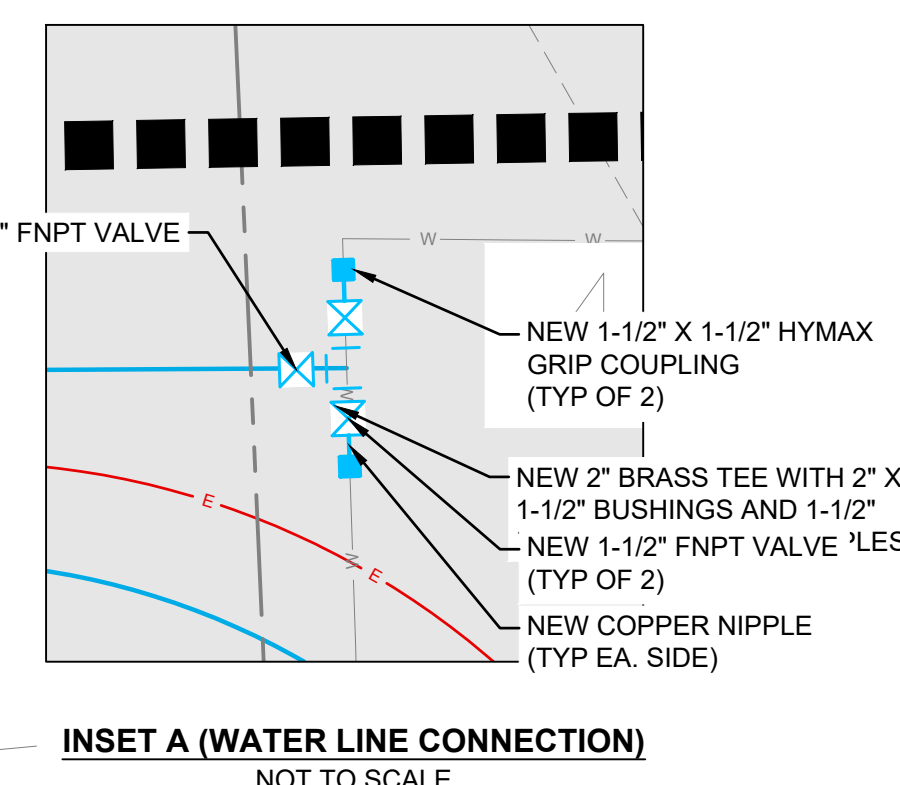 " FNPT VALVE
W
W
NEW 1-1/2" X 1-1/2" HYMAX
GRIP COUPLING
(TYP OF 2)
W
NEW 2" BRASS TEE WITH 2" X
1-1/2" BUSHINGS AND 1-1/2"
E
NEW 1-1/2" FNPT VALVE
(TYP OF 2)
W
E
NEW COPPER NIPPLE
(TYP EA. SIDE)
INSET A (WATER LINE CONNECTION)
NOT TO SCALE